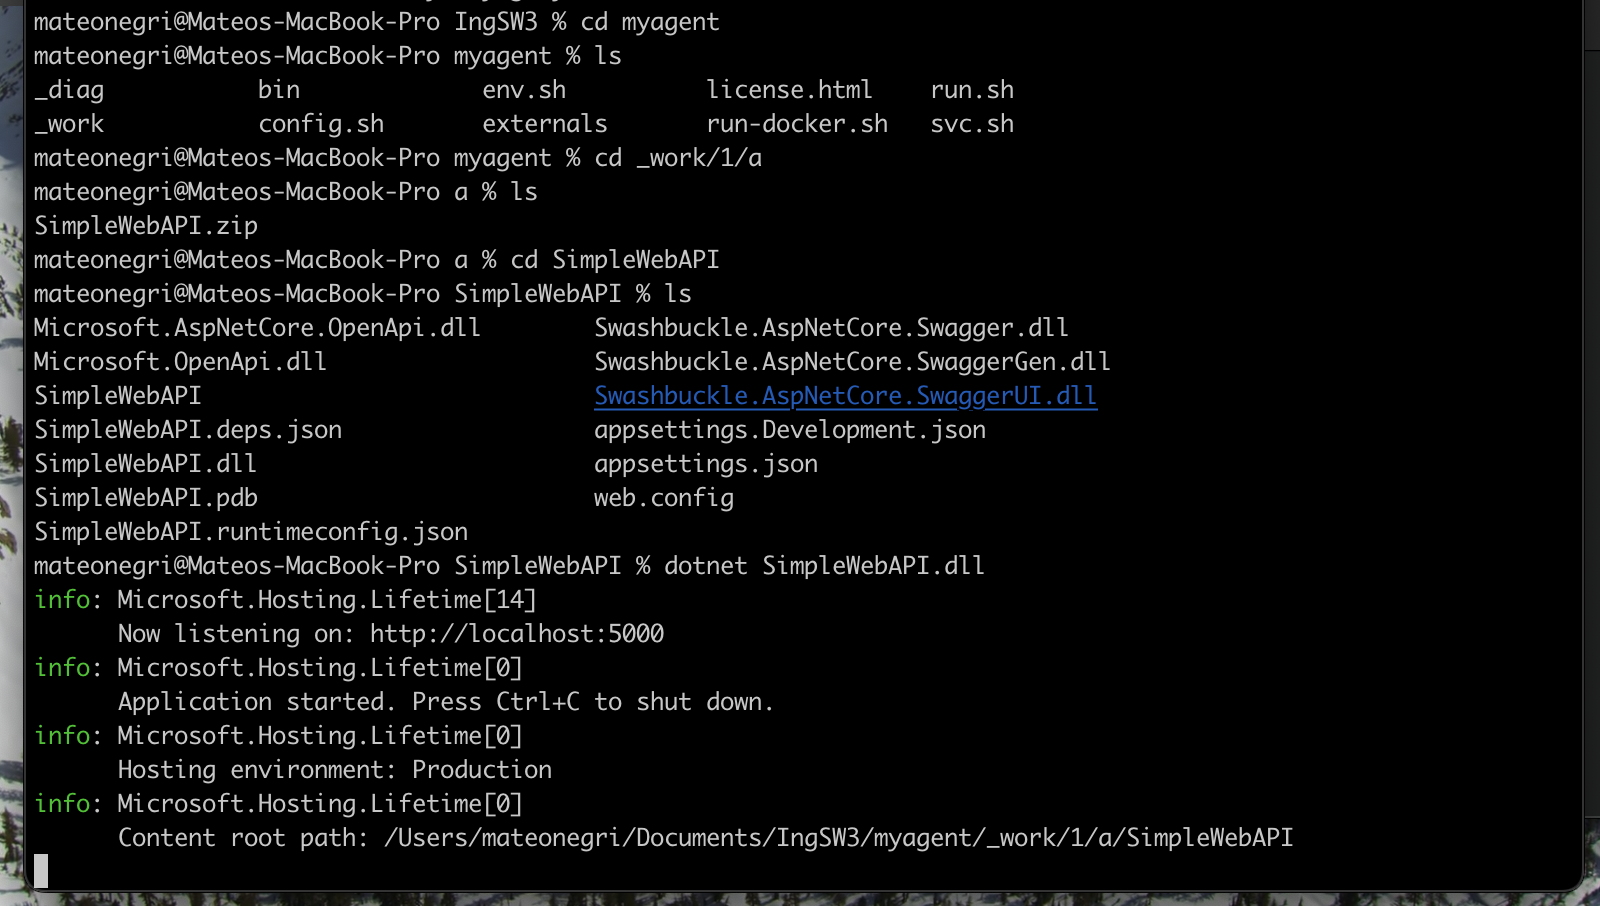 mateonegri@Mateos-MacBook-Pro IngSW3 % cd myagent
mateonegri@Mateos-MacBook-Pro myagent % ls
_diag bin env.sh license.html run.sh
_work config.sh externals run-docker.sh svc.sh
mateonegri@Mateos-MacBook-Pro myagent % cd _work/1/a
mateonegri@Mateos-MacBook-Pro a % ls
SimpleWebAPI.zip
mateonegri@Mateos-MacBook-Pro a % cd SimpleWebAPI
mateonegri@Mateos-MacBook-Pro SimpleWebAPI % ls
Microsoft.AspNetCore.OpenApi.dll Swashbuckle.AspNetCore.Swagger.dll
Microsoft.OpenApi.dll Swashbuckle.AspNetCore.SwaggerGen.dll
SimpleWebAPI Swashbuckle.AspNetCore.SwaggerUI.dll
SimpleWebAPI.deps.json appsettings.Development.json
SimpleWebAPI.dll appsettings.json
SimpleWebAPI.pdb web.config
SimpleWebAPI.runtimeconfig.json
mateonegri@Mateos-MacBook-Pro SimpleWebAPI % dotnet SimpleWebAPI.dll
info: Microsoft.Hosting.Lifetime[14]
Now listening on: http://localhost:5000
info: Microsoft.Hosting.Lifetime[0]
Application started. Press Ctrl+C to shut down.
info: Microsoft.Hosting.Lifetime[0]
Hosting environment: Production
info: Microsoft.Hosting.Lifetime[0]
Content root path: /Users/mateonegri/Documents/IngSW3/myagent/_work/1/a/SimpleWebAPI